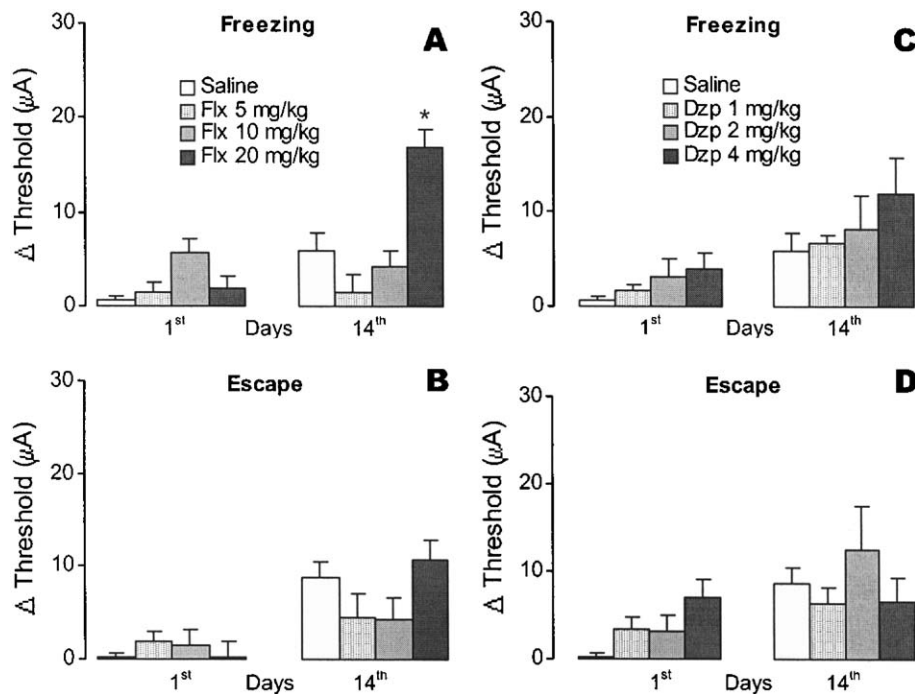 Freezing
A
Δ Threshold (μA)
30
20
10
0
Saline
Flx 5 mg/kg
Flx 10 mg/kg
Flx 20 mg/kg
*
1st Days 14th
Freezing
C
Δ Threshold (μA)
30
20
10
0
Saline
Dzp 1 mg/kg
Dzp 2 mg/kg
Dzp 4 mg/kg
1st Days 14th
Escape
B
Δ Threshold (μA)
30
20
10
0
1st Days 14th
Escape
D
Δ Threshold (μA)
30
20
10
0
1st Days 14th